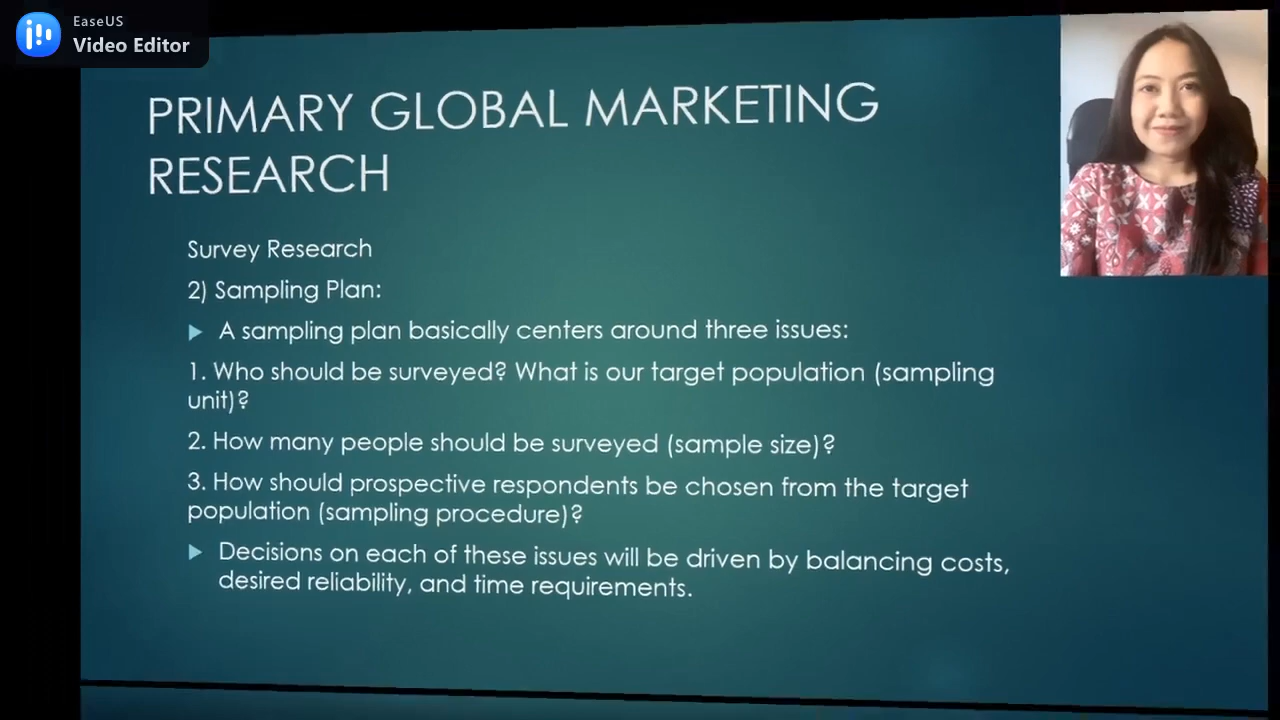 EaseUS
Video Editor
PRIMARY GLOBAL MARKETING
RESEARCH
Survey Research
2) Sampling Plan:
A sampling plan basically centers around three issues:
1. Who should be surveyed? What is our target population (sampling
unit)?
2. How many people should be surveyed (sample size)?
3. How should prospective respondents be chosen from the target
population (sampling procedure)?
Decisions on each of these issues will be driven by balancing costs,
desired reliability, and time requirements.